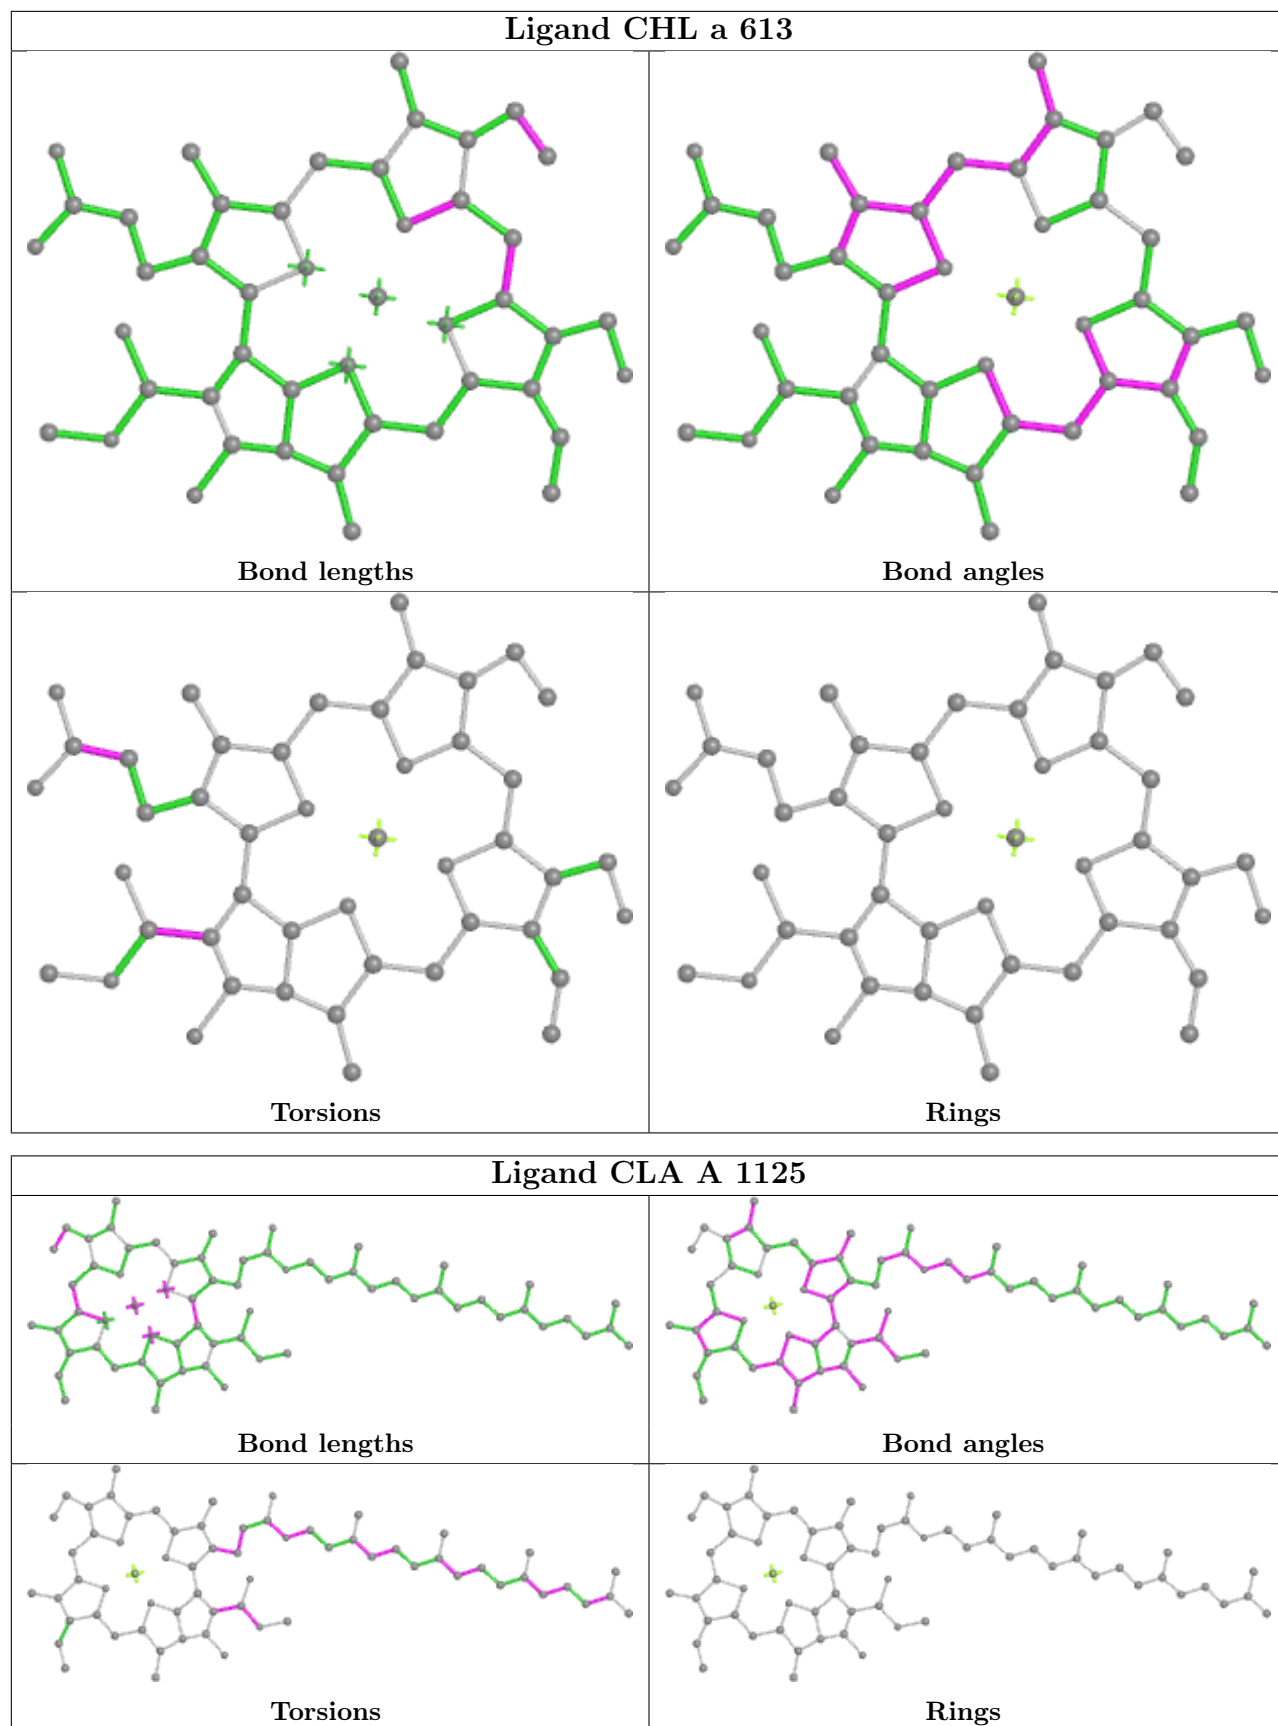 Ligand CHL a 613
Bond lengths
Bond angles
Torsions
Rings
Ligand CLA A 1125
Bond lengths
Bond angles
Torsions
Rings